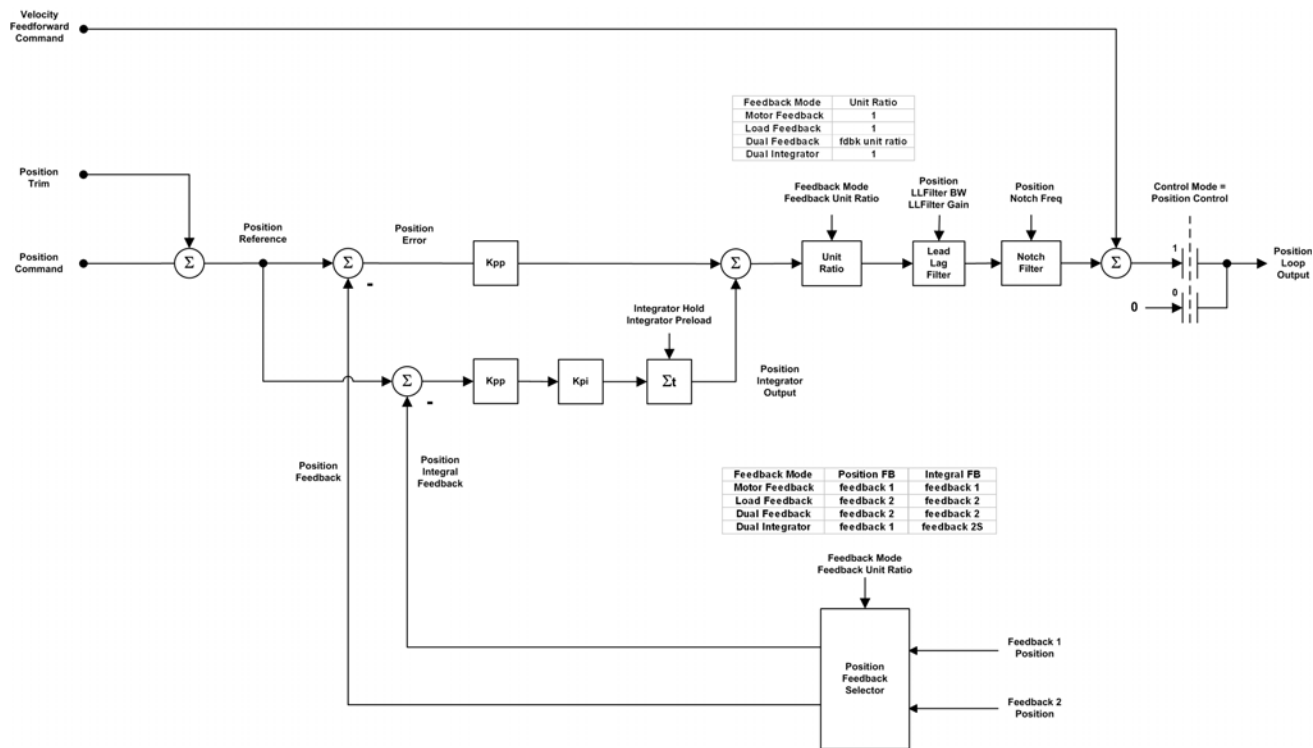 Velocity
Feedforward
Command
Feedback Mode Unit Ratio
Motor Feedback 1
Load Feedback 1
Dual Feedback fdbk unit ratio
Dual Integrator 1
Position
Trim
Feedback Mode
Feedback Unit Ratio
Position
LLFilter BW
LLFilter Gain
Position
Notch Freq
Control Mode =
Position Control
Position
Reference
Position
Error
Position
Command
Σ
Σ
-
Kpp
Σ
Unit
Ratio
Lead
Lag
Filter
Notch
Filter
Σ
1
Position
Loop
Output
0
0
Integrator Hold
Integrator Preload
Σ
-
Kpp
Kpi
Σt
Position
Integrator
Output
Position
Feedback
Position
Integral
Feedback
Feedback Mode Position FB Integral FB
Motor Feedback feedback 1 feedback 1
Load Feedback feedback 2 feedback 2
Dual Feedback feedback 2 feedback 2
Dual Integrator feedback 1 feedback 2S
Feedback Mode
Feedback Unit Ratio
Position
Feedback
Selector
Feedback 1
Position
Feedback 2
Position